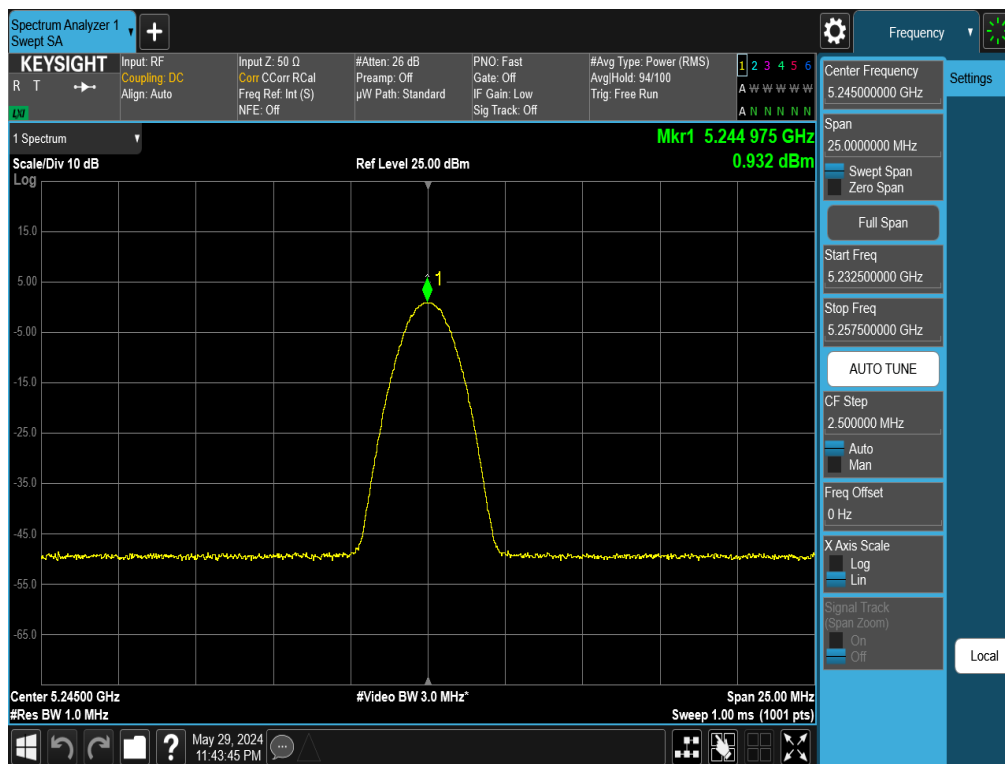 Spectrum Analyzer 1
Swept SA
+
Frequency
KEYSIGHT
R T
LXI
Input: RF
Coupling: DC
Align: Auto
Input Z: 50 Ω
Corr CCorr RCal
Freq Ref: Int (S)
NFE: Off
#Atten: 26 dB
Preamp: Off
µW Path: Standard
PNO: Fast
Gate: Off
IF Gain: Low
Sig Track: Off
#Avg Type: Power (RMS)
Avg|Hold: 94/100
Trig: Free Run
1 2 3 4 5 6
A W W W W W
A N N N N N
1 Spectrum
Scale/Div 10 dB
Log
Ref Level 25.00 dBm
Mkr1 5.244 975 GHz
0.932 dBm
15.0
5.00
-5.00
-15.0
-25.0
-35.0
-45.0
-55.0
-65.0
1
Center 5.24500 GHz
#Res BW 1.0 MHz
#Video BW 3.0 MHz*
Span 25.00 MHz
Sweep 1.00 ms (1001 pts)
Center Frequency
5.245000000 GHz
Span
25.0000000 MHz
Swept Span
Zero Span
Full Span
Start Freq
5.232500000 GHz
Stop Freq
5.257500000 GHz
AUTO TUNE
CF Step
2.500000 MHz
Auto
Man
Freq Offset
0 Hz
X Axis Scale
Log
Lin
Signal Track
(Span Zoom)
On
Off
Settings
Local
?
May 29, 2024
11:43:45 PM